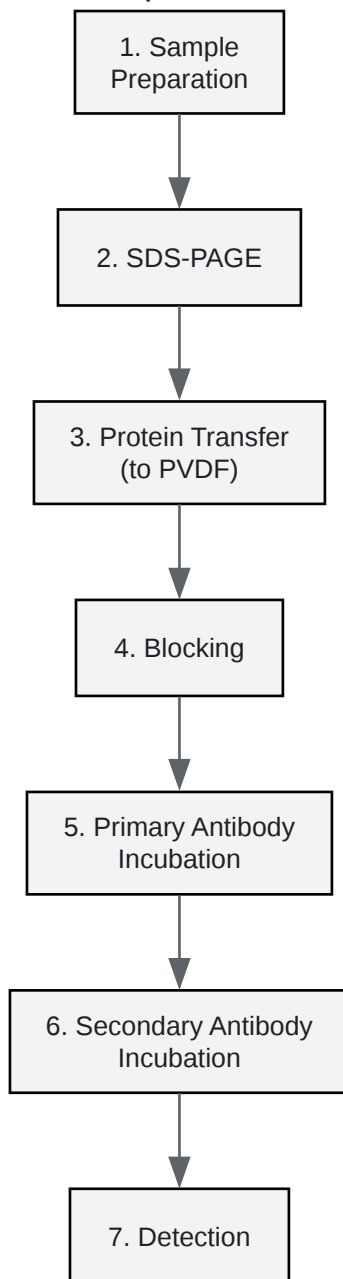 1. Sample
Preparation
2. SDS-PAGE
3. Protein Transfer
(to PVDF)
4. Blocking
5. Primary Antibody
Incubation
6. Secondary Antibody
Incubation
7. Detection